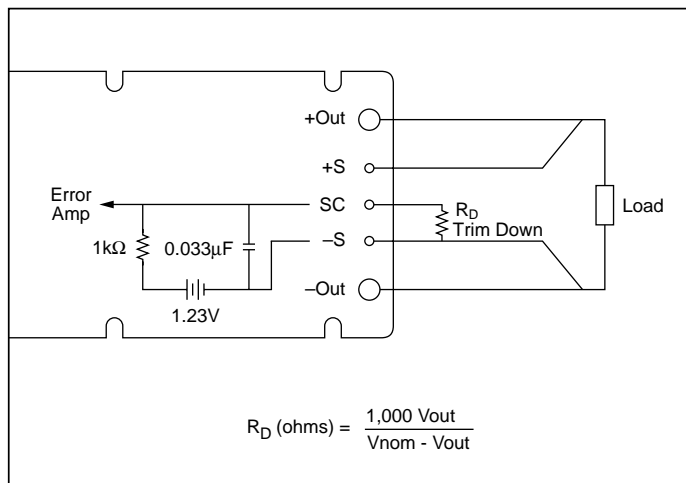 +Out
+S
Error
Amp
SC
R_D
Trim Down
Load
1kΩ
0.033µF
–S
–Out
1.23V
R_D (ohms) = 1,000 Vout
Vnom - Vout